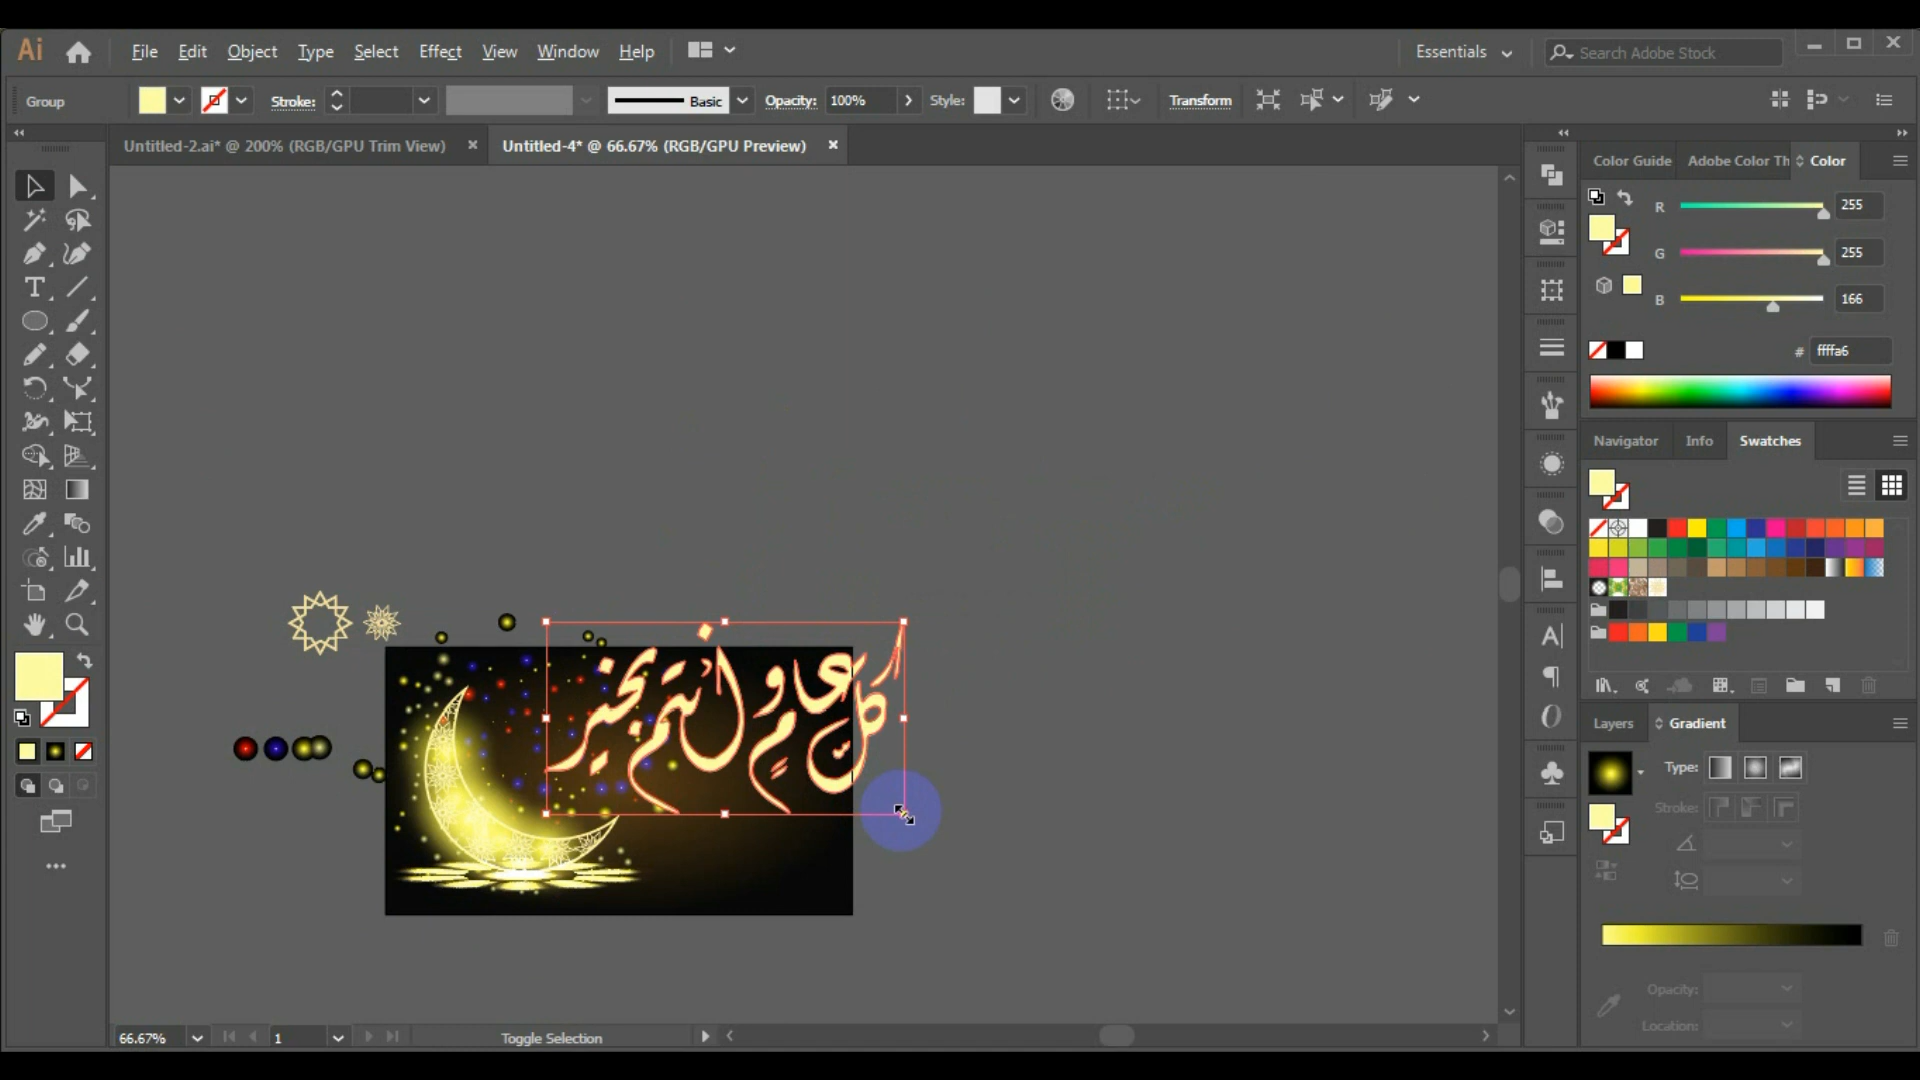 Ai File Edit Object Type Select Effect View Window Help Essentials Search Adobe Stock
Group Stroke: Basic Opacity: 100% Style: Transform
Untitled-2.ai* @ 200% (RGB/GPU Trim View) Untitled-4* @ 66.67% (RGB/GPU Preview)
Color Guide Adobe Color Th Color
R 255
G 255
B 166
# ffffa6
Navigator Info Swatches
كل عام و أنتم بخير
Layers Gradient
Type:
Stroke:
Opacity:
Location:
66.67% 1 Toggle Selection